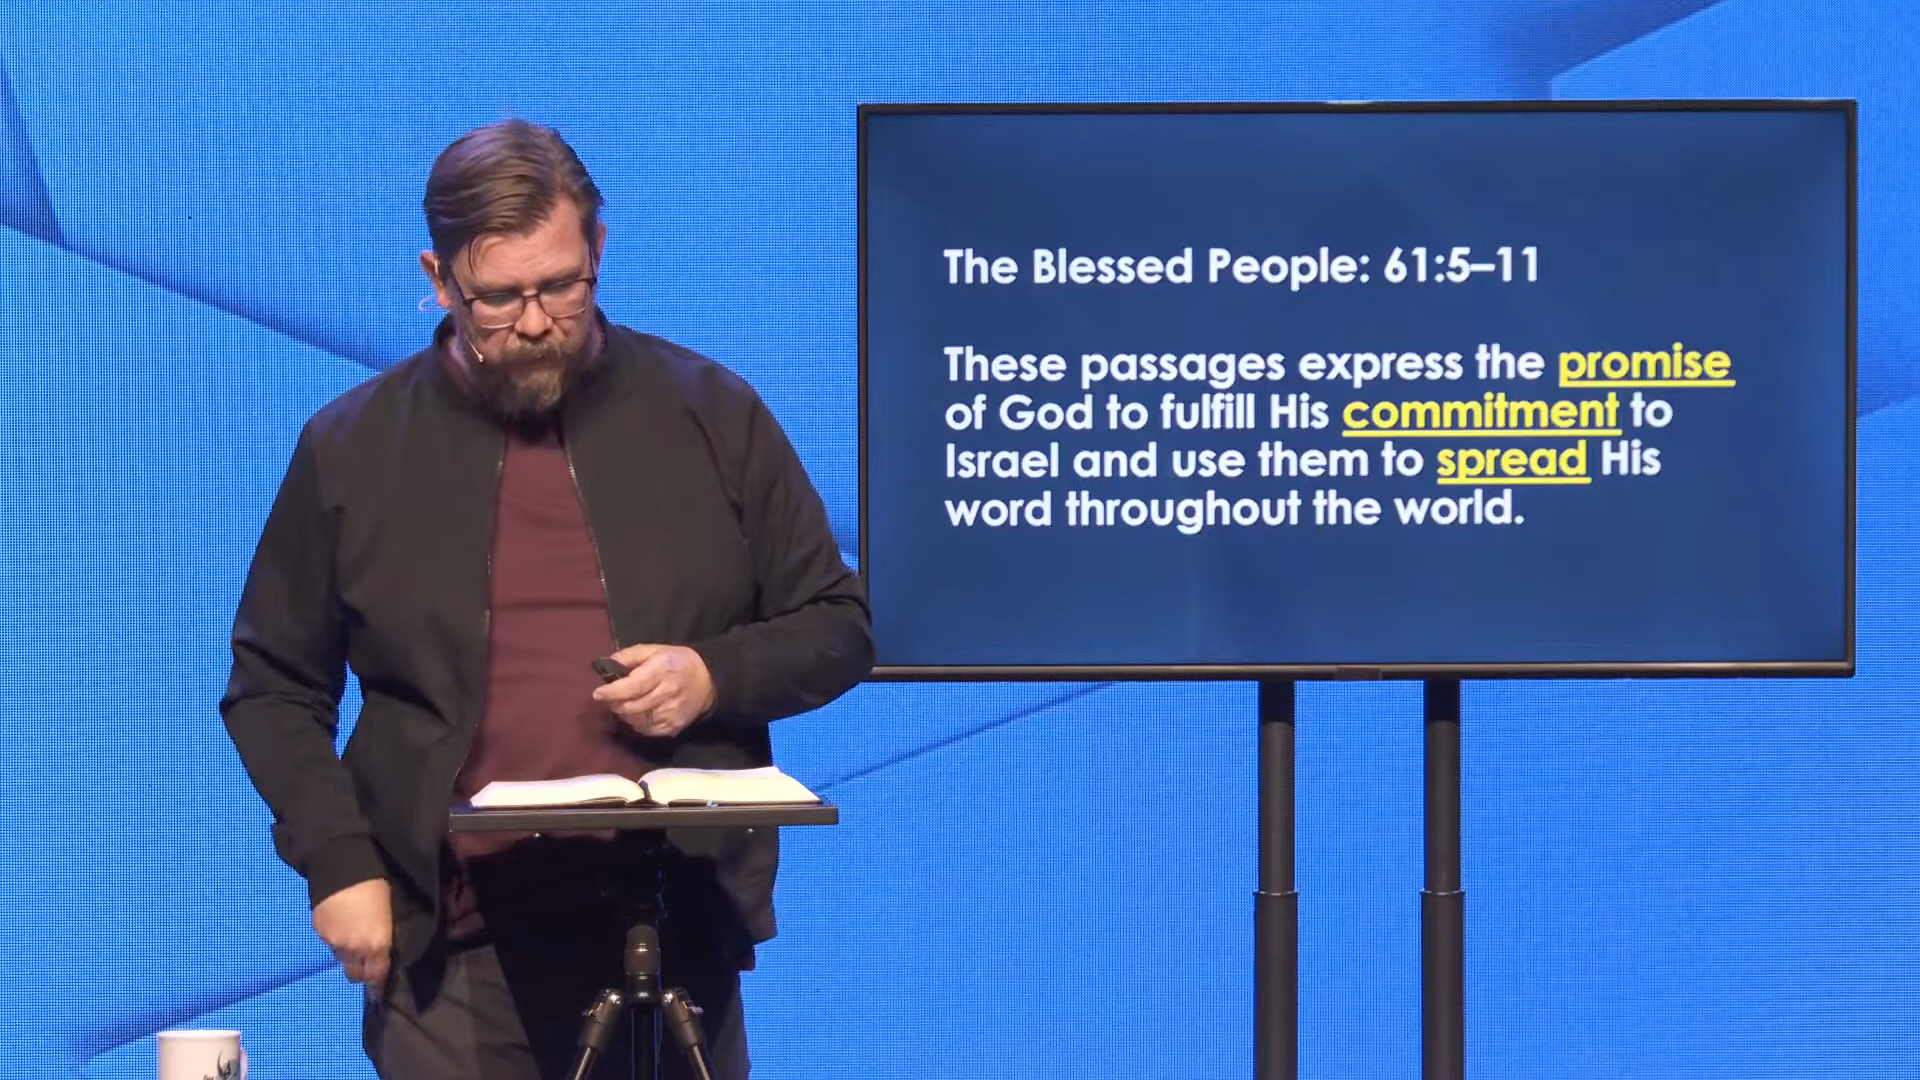 The Blessed People: 61:5–11
These passages express the promise
of God to fulfill His commitment to
Israel and use them to spread His
word throughout the world.